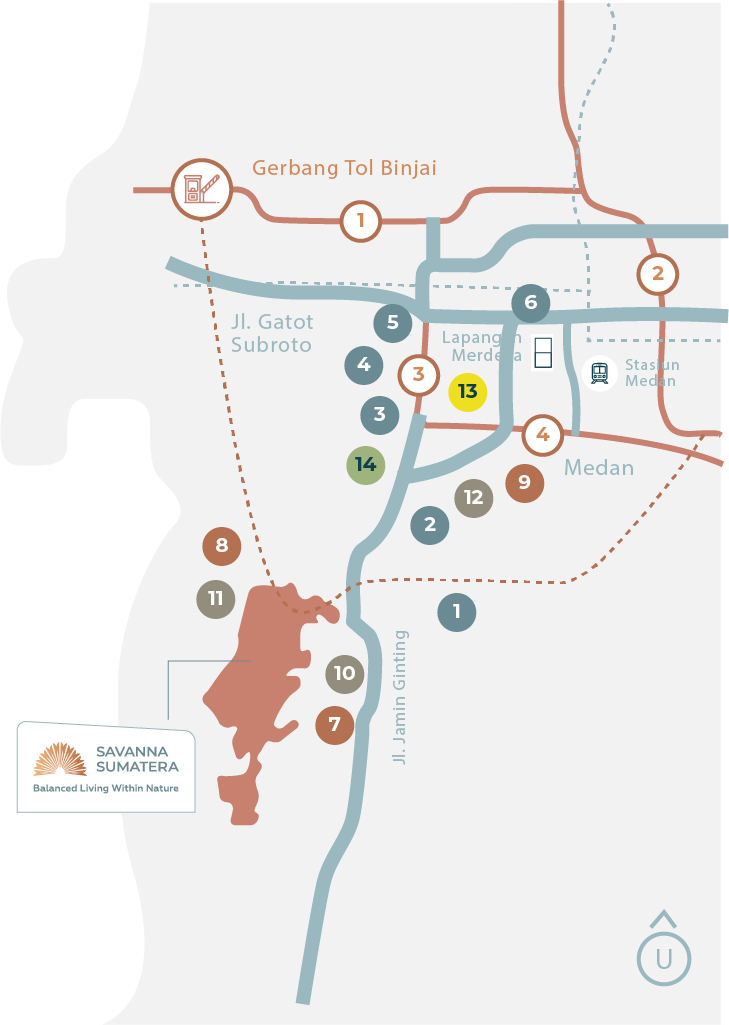 Gerbang Tol Binjai
1
2
6
5
Jl. Gatot
Subroto
Lapangan
Merdeka
4
3
13
Stasiun
Medan
3
4
14
Medan
9
12
2
8
11
1
10
7
Jl. Jamin Ginting
SAVANNA
SUMATERA
Balanced Living Within Nature
U